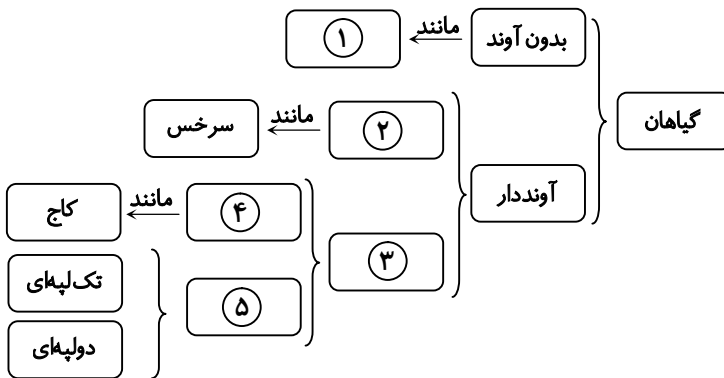 گیاهان
بدون آوند
مانند
۱
آونددار
۲
مانند
سرخس
۳
۴
مانند
کاج
۵
تک‌لپه‌ای
دولپه‌ای